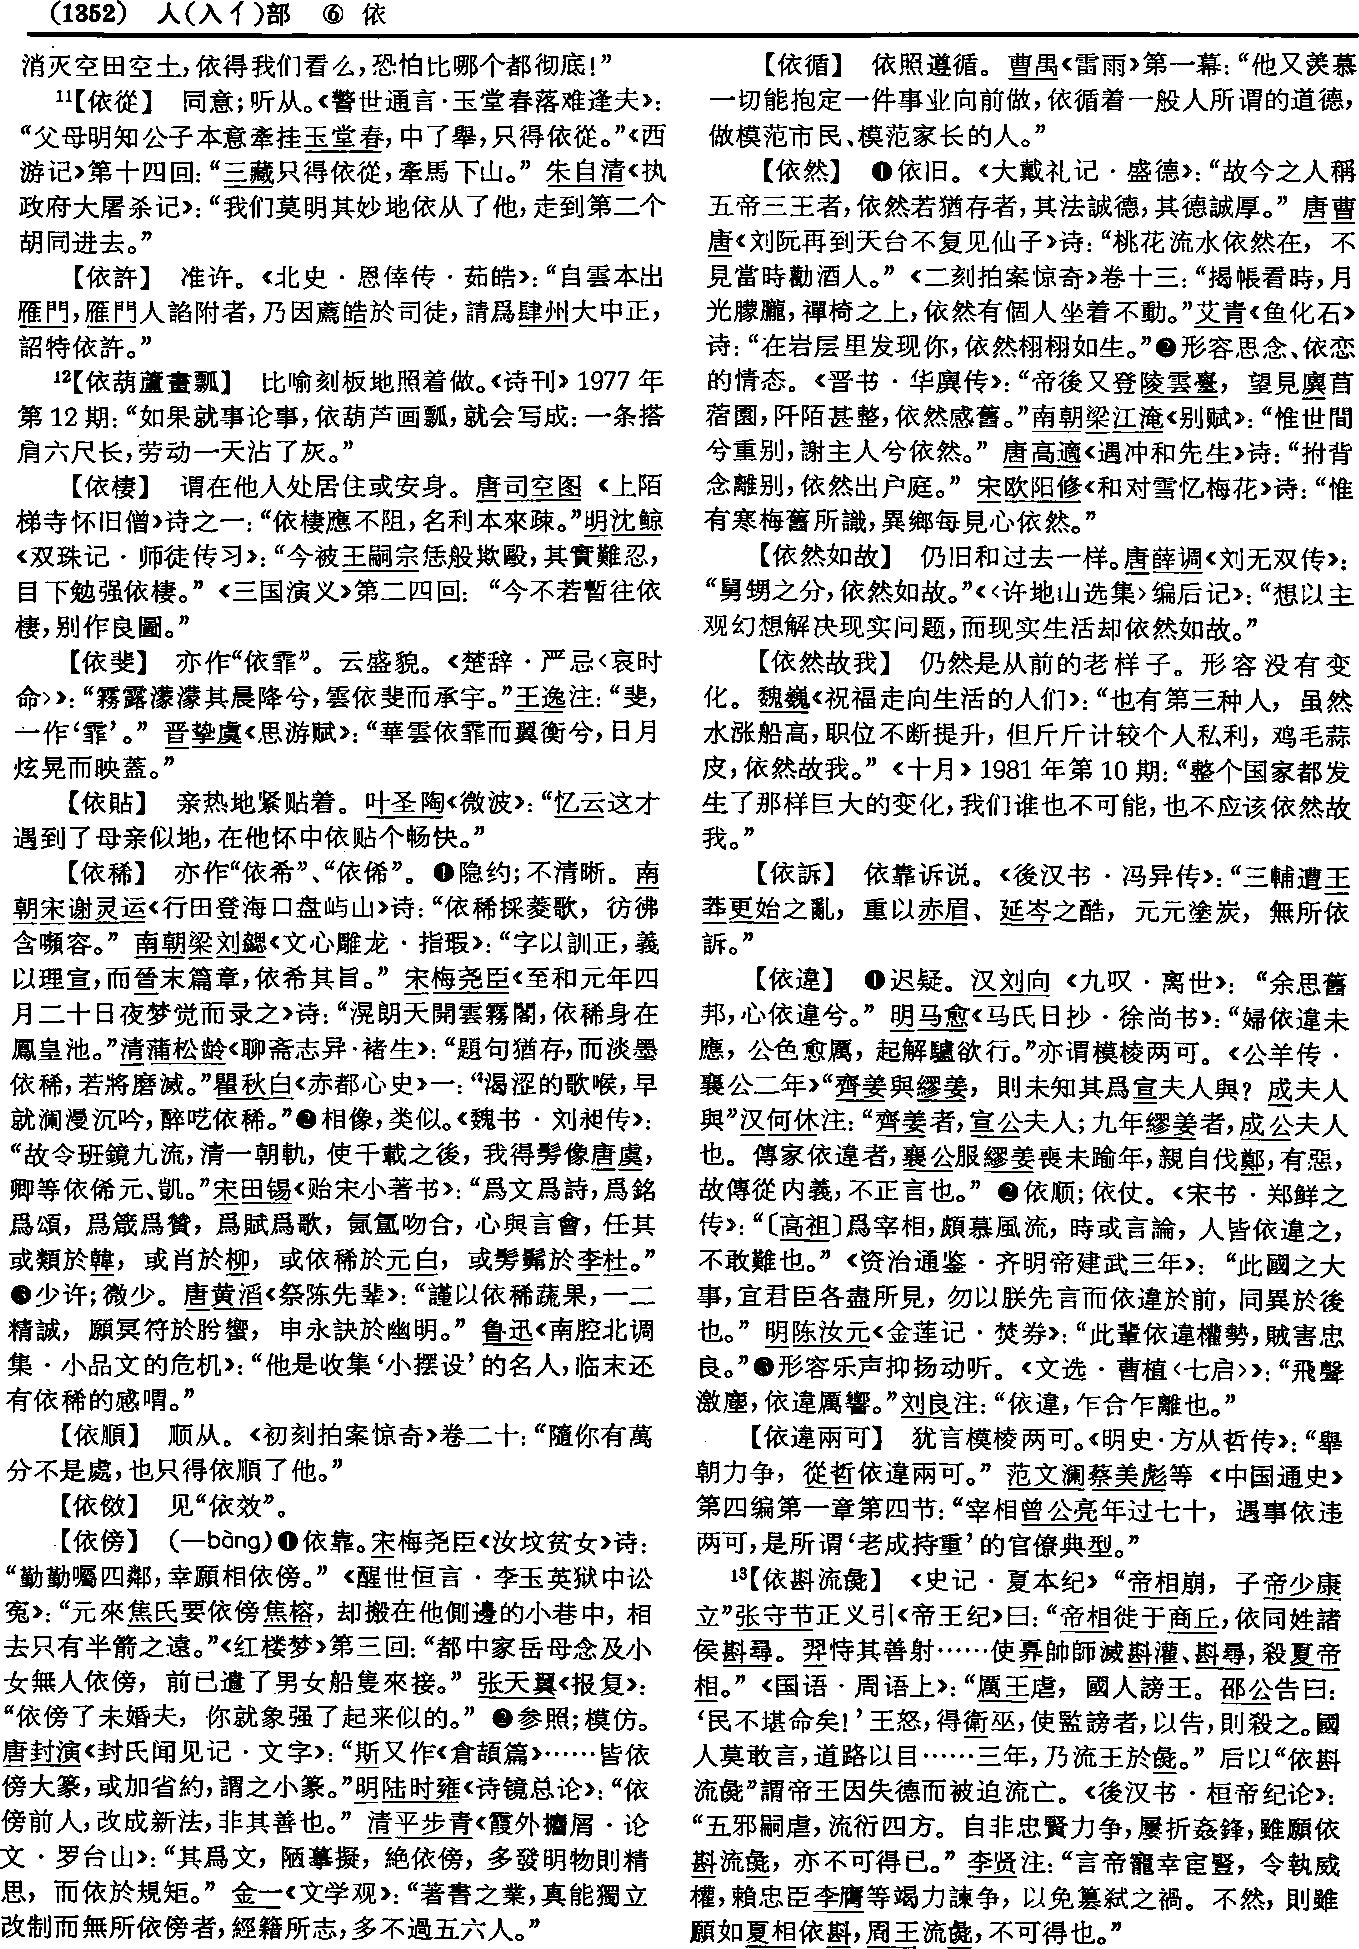 (1352) 人(入亻)部 ⑥ 依
消灭空田空土,依得我们看么,恐怕比哪个都彻底!”
11【依從】 同意;听从。《警世通言·玉堂春落难逢夫》:
“父母明知公子本意牽挂玉堂春,中了舉,只得依從。”《西
游记》第十四回:“三藏只得依從,牽馬下山。” 朱自清《执
政府大屠杀记》:“我们莫明其妙地依从了他,走到第二个
胡同进去。”
【依許】 准许。《北史·恩倖传·茹皓》:“自雲本出
雁門,雁門人諂附者,乃因薦皓於司徒,請爲肆州大中正,
詔特依許。”
12【依葫蘆畫瓢】 比喻刻板地照着做。《诗刊》1977年
第12期:“如果就事论事,依葫芦画瓢,就会写成:一条搭
肩六尺长,劳动一天沾了灰。”
【依棲】 谓在他人处居住或安身。唐司空图《上陌
梯寺怀旧僧》诗之一:“依棲應不阻,名利本來疎。”明沈鲸
《双珠记·师徒传习》:“今被王嗣宗恁般欺毆,其實難忍,
目下勉强依棲。” 《三国演义》第二四回: “今不若暫往依
棲,别作良圖。”
【依斐】 亦作“依霏”。云盛貌。《楚辞·严忌〈哀时
命〉》:“霧露濛濛其晨降兮,雲依斐而承宇。”王逸注:“斐,
一作‘霏’。” 晋挚虞《思游赋》:“華雲依霏而翼衡兮,日月
炫晃而映蓋。”
【依貼】 亲热地紧贴着。叶圣陶《微波》:“忆云这才
遇到了母亲似地,在他怀中依贴个畅快。”
【依稀】 亦作“依希”、“依俙”。❶隐约;不清晰。南
朝宋谢灵运《行田登海口盘屿山》诗:“依稀採菱歌,彷彿
含嚬容。” 南朝梁刘勰《文心雕龙·指瑕》:“字以訓正,義
以理宣,而晉末篇章,依希其旨。” 宋梅尧臣《至和元年四
月二十日夜梦觉而录之》诗:“滉朗天開雲霧閣,依稀身在
鳳皇池。”清蒲松龄《聊斋志异·褚生》:“題句猶存,而淡墨
依稀,若將磨滅。”瞿秋白《赤都心史》一:“渴涩的歌喉,早
就澜漫沉吟,醉呓依稀。”❷相像,类似。《魏书·刘昶传》:
“故令班鏡九流,清一朝軌,使千載之後,我得髣像唐虞,
卿等依俙元、凱。”宋田锡《贻宋小著书》:“爲文爲詩,爲銘
爲頌,爲箴爲贊,爲賦爲歌,氤氲吻合,心與言會,任其
或類於韓,或肖於柳,或依稀於元白,或髣髴於李杜。”
❸少许;微少。唐黄滔《祭陈先辈》:“謹以依稀蔬果,一二
精誠,願冥符於肸蠁,申永訣於幽明。” 鲁迅《南腔北调
集·小品文的危机》:“他是收集‘小摆设’的名人,临末还
有依稀的感喟。”
【依順】 顺从。《初刻拍案惊奇》卷二十:“隨你有萬
分不是處,也只得依順了他。”
【依傚】 见“依效”。
【依傍】 (—bàng)❶依靠。宋梅尧臣《汝坟贫女》诗:
“勤勤囑四鄰,幸願相依傍。” 《醒世恒言·李玉英狱中讼
冤》:“元來焦氏要依傍焦榕,却搬在他側邊的小巷中,相
去只有半箭之遠。”《红楼梦》第三回:“都中家岳母念及小
女無人依傍,前已遣了男女船隻來接。” 张天翼《报复》:
“依傍了未婚夫,你就象强了起来似的。” ❷参照;模仿。
唐封演《封氏闻见记·文字》:“斯又作《倉頡篇》……皆依
傍大篆,或加省約,謂之小篆。”明陆时雍《诗镜总论》:“依
傍前人,改成新法,非其善也。” 清平步青《霞外攟屑·论
文·罗台山》:“其爲文,陋摹擬,絶依傍,多發明物則精
思,而依於規矩。” 金一《文学观》:“著書之業,真能獨立
改制而無所依傍者,經籍所志,多不過五六人。”
【依循】 依照遵循。曹禺《雷雨》第一幕:“他又羡慕
一切能抱定一件事业向前做,依循着一般人所谓的道德,
做模范市民、模范家长的人。”
【依然】 ❶依旧。《大戴礼记·盛德》:“故今之人稱
五帝三王者,依然若猶存者,其法誠德,其德誠厚。” 唐曹
唐《刘阮再到天台不复见仙子》诗:“桃花流水依然在,不
見當時勸酒人。” 《二刻拍案惊奇》卷十三:“揭帳看時,月
光朦朧,禪椅之上,依然有個人坐着不動。”艾青《鱼化石》
诗:“在岩层里发现你,依然栩栩如生。”❷形容思念、依恋
的情态。《晋书·华廙传》:“帝後又登陵雲臺,望見廙苜
蓿園,阡陌甚整,依然感舊。”南朝梁江淹《别赋》:“惟世間
兮重别,謝主人兮依然。” 唐高適《遇冲和先生》诗:“拊背
念離别,依然出户庭。” 宋欧阳修《和对雪忆梅花》诗:“惟
有寒梅舊所識,異鄉每見心依然。”
【依然如故】 仍旧和过去一样。唐薛调《刘无双传》:
“舅甥之分,依然如故。”《〈许地山选集〉编后记》:“想以主
观幻想解决现实问题,而现实生活却依然如故。”
【依然故我】 仍然是从前的老样子。形容没有变
化。魏巍《祝福走向生活的人们》:“也有第三种人,虽然
水涨船高,职位不断提升,但斤斤计较个人私利,鸡毛蒜
皮,依然故我。” 《十月》1981年第10期:“整个国家都发
生了那样巨大的变化,我们谁也不可能,也不应该依然故
我。”
【依訴】 依靠诉说。《後汉书·冯异传》:“三輔遭王
莽更始之亂,重以赤眉、延岑之酷,元元塗炭,無所依
訴。”
【依違】 ❶迟疑。汉刘向《九叹·离世》: “余思舊
邦,心依違兮。” 明马愈《马氏日抄·徐尚书》:“婦依違未
應,公色愈厲,起解驢欲行。”亦谓模棱两可。《公羊传·
襄公二年》“齊姜與繆姜,則未知其爲宣夫人與?成夫人
與”汉何休注:“齊姜者,宣公夫人;九年繆姜者,成公夫人
也。傳家依違者,襄公服繆姜喪未踰年,親自伐鄭,有惡,
故傳從内義,不正言也。” ❷依顺;依仗。《宋书·郑鲜之
传》:“〔高祖〕爲宰相,頗慕風流,時或言論,人皆依違之,
不敢難也。” 《资治通鉴·齐明帝建武三年》: “此國之大
事,宜君臣各盡所見,勿以朕先言而依違於前,同異於後
也。” 明陈汝元《金莲记·焚券》:“此輩依違權勢,賊害忠
良。”❸形容乐声抑扬动听。《文选·曹植〈七启〉》:“飛聲
激塵,依違厲響。”刘良注:“依違,乍合乍離也。”
【依違兩可】 犹言模棱两可。《明史·方从哲传》:“舉
朝力争,從哲依違兩可。” 范文澜蔡美彪等《中国通史》
第四编第一章第四节:“宰相曾公亮年过七十,遇事依违
两可,是所谓‘老成持重’的官僚典型。”
13【依斟流彘】 《史记·夏本纪》“帝相崩,子帝少康
立”张守节正义引《帝王纪》曰:“帝相徙于商丘,依同姓諸
侯斟尋。羿恃其善射……使奡帥師滅斟灌、斟尋,殺夏帝
相。”《国语·周语上》:“厲王虐,國人謗王。邵公告曰:
‘民不堪命矣!’王怒,得衛巫,使監謗者,以告,則殺之。國
人莫敢言,道路以目……三年,乃流王於彘。” 后以“依斟
流彘”謂帝王因失德而被迫流亡。《後汉书·桓帝纪论》:
“五邪嗣虐,流衍四方。自非忠賢力争,屢折姦鋒,雖願依
斟流彘,亦不可得已。” 李贤注:“言帝寵幸宦豎,令執威
權,賴忠臣李膺等竭力諫争,以免篡弑之禍。不然,則雖
願如夏相依斟,周王流彘,不可得也。”